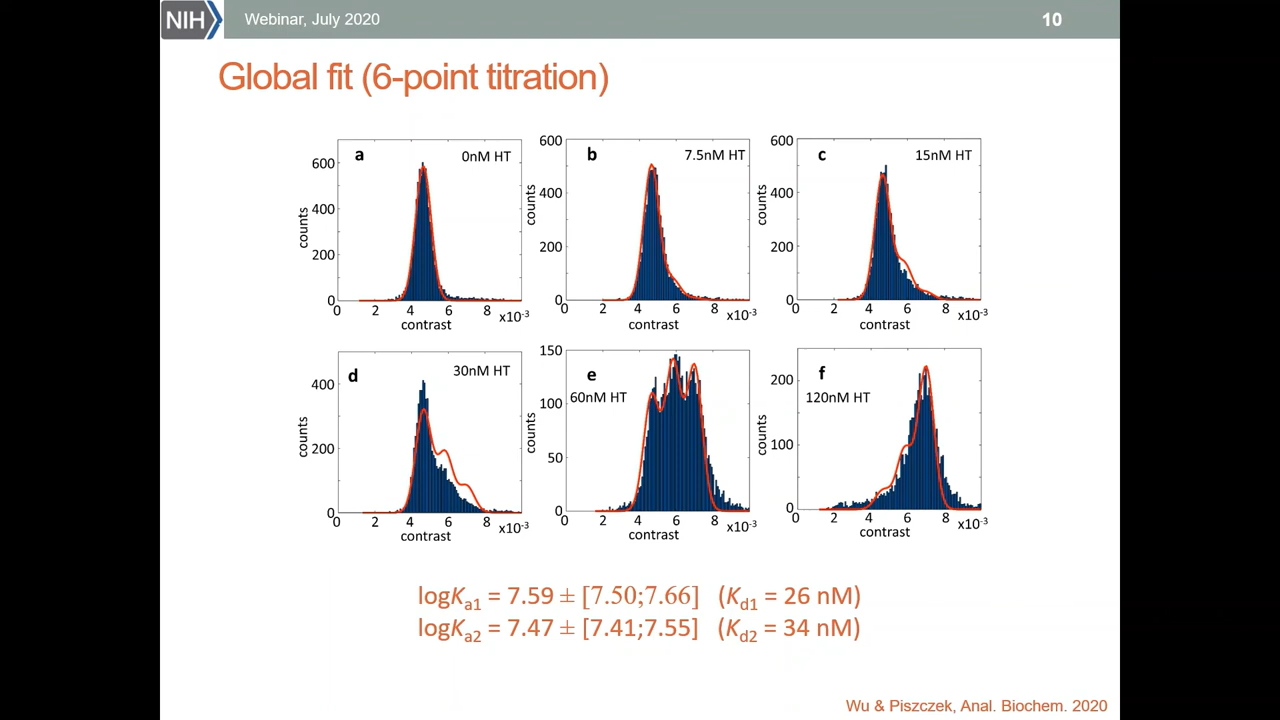 NIH
Webinar, July 2020
10
Global fit (6-point titration)
a
0nM HT
600
400
200
0
counts
0 2 4 6 8 x10-3
contrast
b
7.5nM HT
600
400
200
0
counts
0 2 4 6 8 x10-3
contrast
c
15nM HT
600
400
200
0
counts
0 2 4 6 8 x10-3
contrast
d
30nM HT
400
300
200
100
0
counts
0 2 4 6 8 x10-3
contrast
e
60nM HT
150
100
50
0
counts
0 2 4 6 8 x10-3
contrast
f
120nM HT
200
100
0
counts
0 2 4 6 8 x10-3
contrast
logKa1 = 7.59 ± [7.50;7.66] (Kd1 = 26 nM)
logKa2 = 7.47 ± [7.41;7.55] (Kd2 = 34 nM)
Wu & Piszczek, Anal. Biochem. 2020